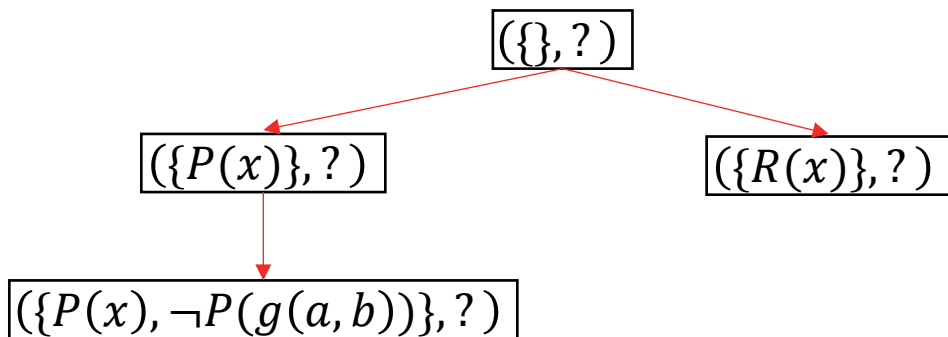 ({}, ?)
({P(x)}, ?)
({R(x)}, ?)
({P(x), ¬P(g(a, b))}, ?)